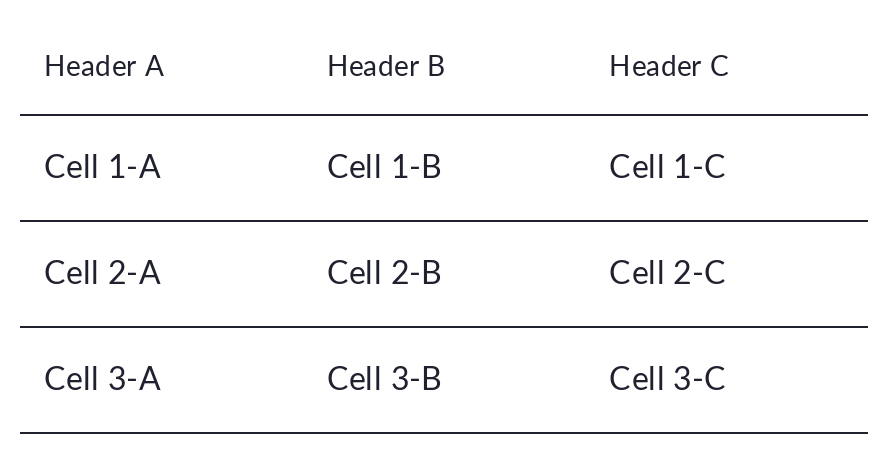 Header A Header B Header C
Cell 1-A Cell 1-B Cell 1-C
Cell 2-A Cell 2-B Cell 2-C
Cell 3-A Cell 3-B Cell 3-C